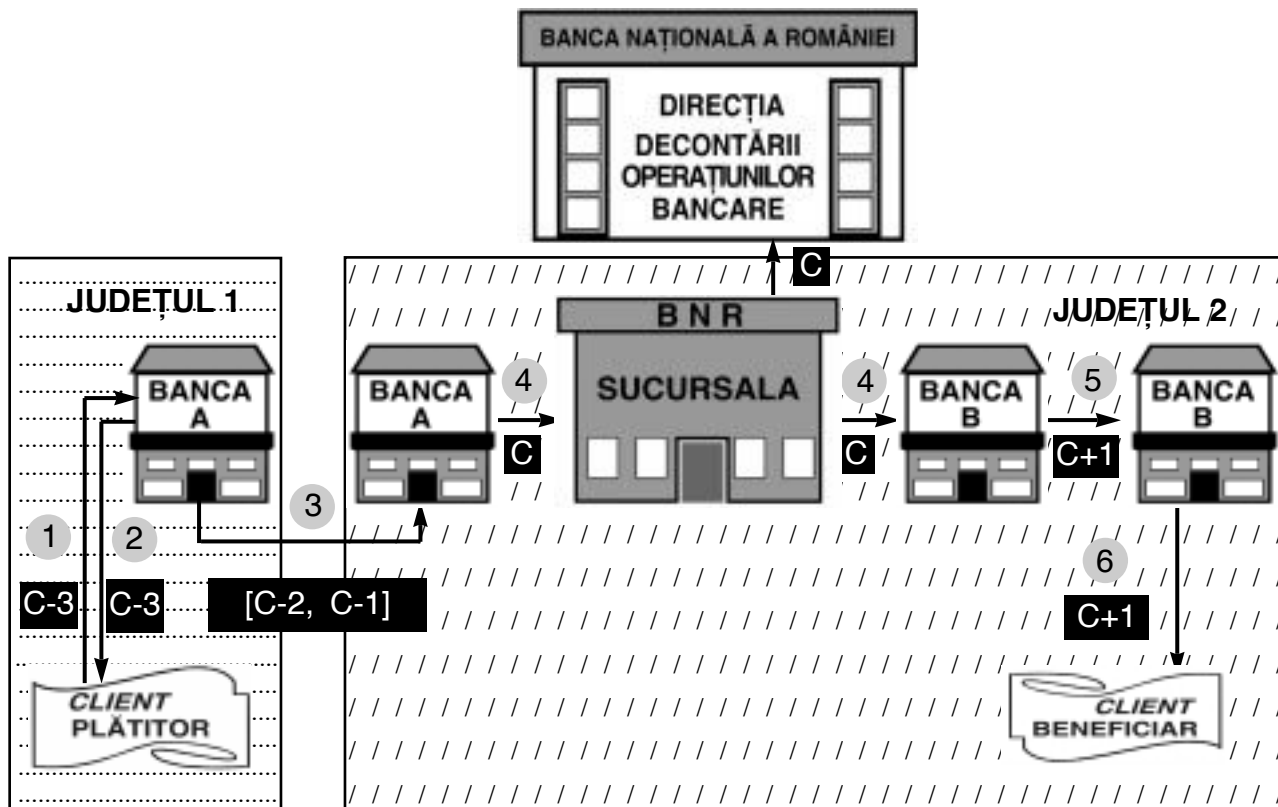 BANCA NAȚIONALĂ A ROMÂNIEI
DIRECȚIA
DECONTĂRII
OPERAȚIUNILOR
BANCARE
C
JUDEȚUL 1
JUDEȚUL 2
BANCA
A
BANCA
A
4
C
B N R
SUCURSALA
4
C
BANCA
B
5
C+1
BANCA
B
1
2
3
C-3
C-3
[C-2, C-1]
6
C+1
CLIENT
PLĂTITOR
CLIENT
BENEFICIAR